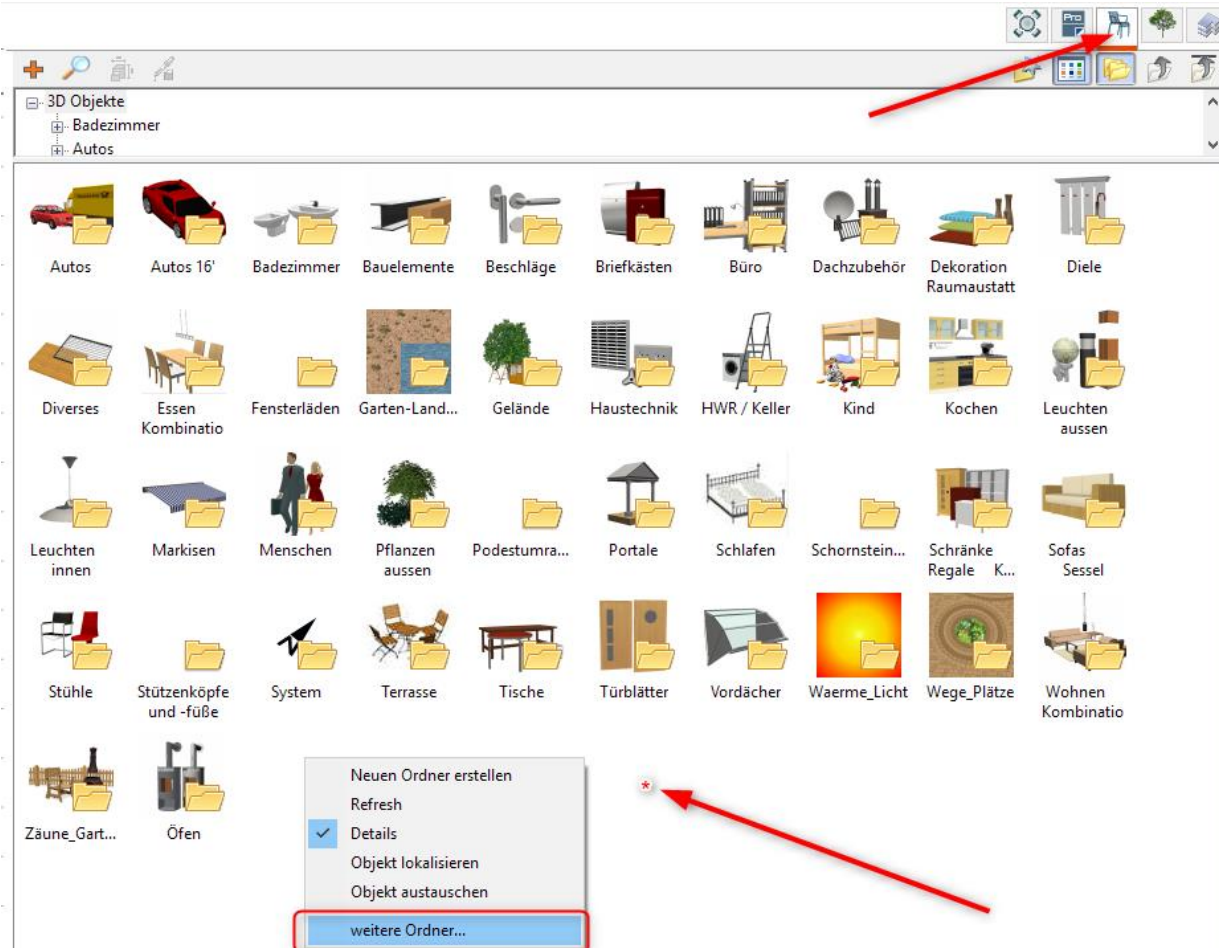 Pro
3D Objekte
Badezimmer
Autos
Autos
Autos 16'
Badezimmer
Bauelemente
Beschläge
Briefkästen
Büro
Dachzubehör
Dekoration
Raumaustatt
Diele
Diverses
Essen
Kombinatio
Fensterläden
Garten-Land...
Gelände
Haustechnik
HWR / Keller
Kind
Kochen
Leuchten
aussen
Leuchten
innen
Markisen
Menschen
Pflanzen
aussen
Podestumra...
Portale
Schlafen
Schornstein...
Schränke
Regale K...
Sofas
Sessel
Stühle
Stützenköpfe
und -füße
System
Terrasse
Tische
Türblätter
Vordächer
Waerme_Licht
Wege_Plätze
Wohnen
Kombinatio
Zäune_Gart...
Öfen
Neuen Ordner erstellen
Refresh
Details
Objekt lokalisieren
Objekt austauschen
weitere Ordner...
*